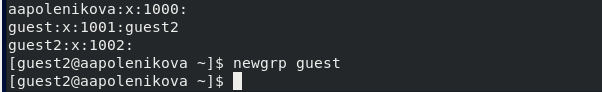 aapolenikova:x:1000:
guest:x:1001:guest2
guest2:x:1002:
[guest2@aapolenikova ~]$ newgrp guest
[guest2@aapolenikova ~]$